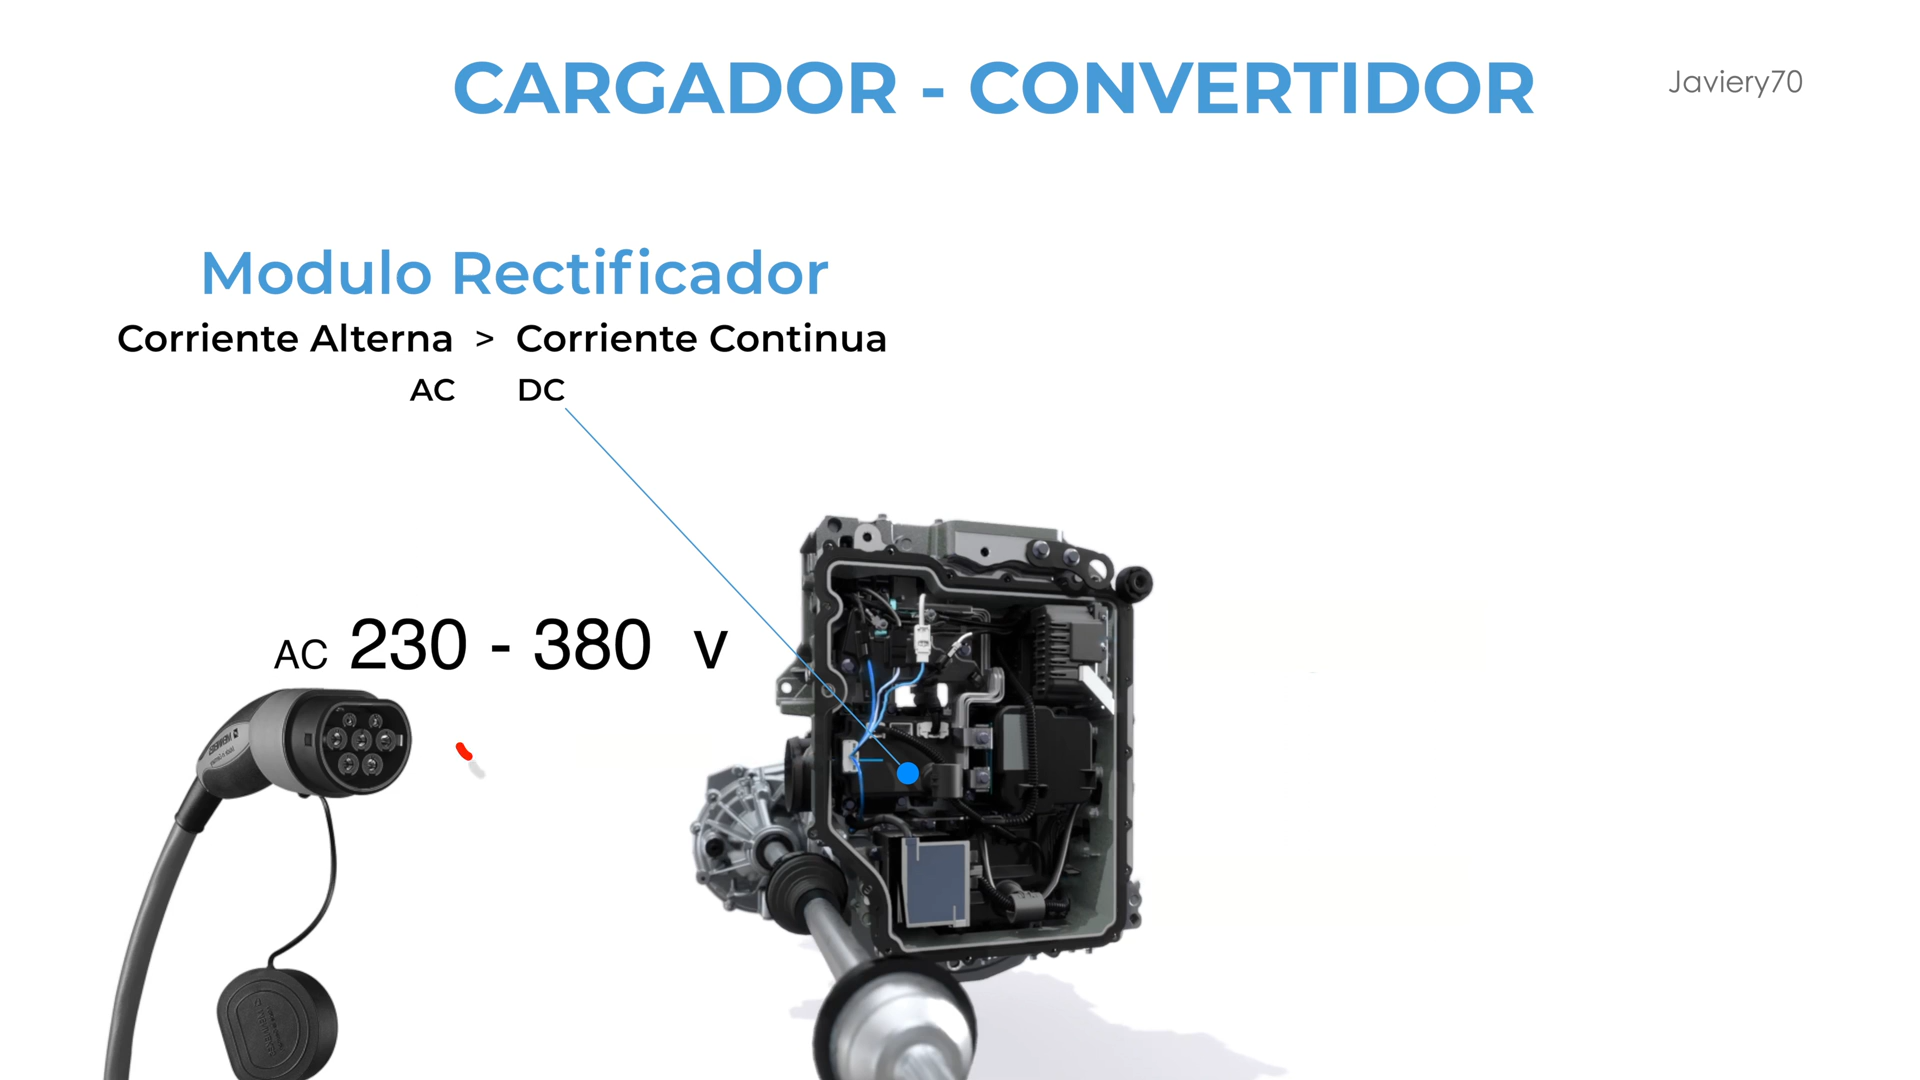 CARGADOR - CONVERTIDOR
Javiery70
Modulo Rectificador
Corriente Alterna > Corriente Continua
AC DC
AC 230 - 380 v